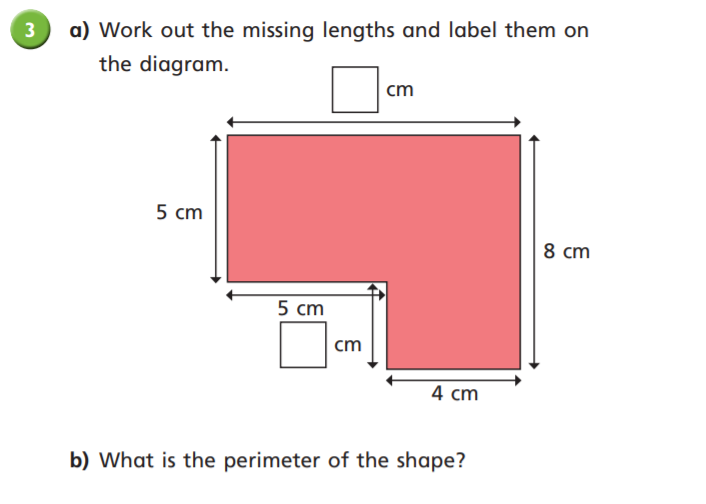 3 a) Work out the missing lengths and label them on
the diagram.
cm
5 cm
8 cm
5 cm
cm
4 cm
b) What is the perimeter of the shape?